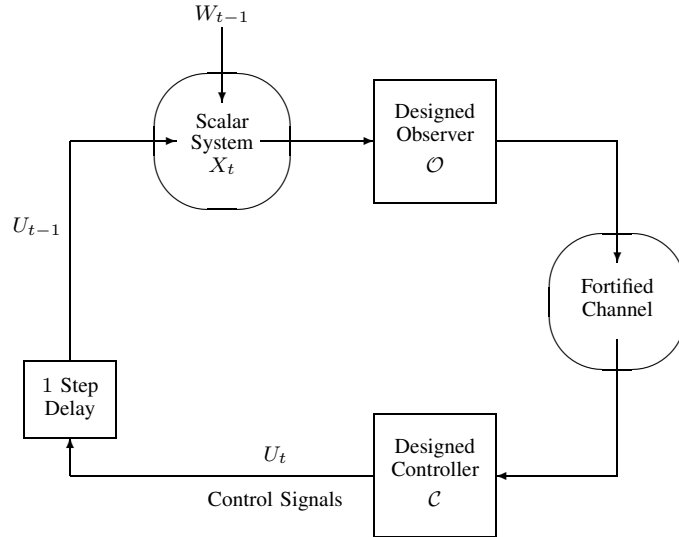 W_{t−1}
Scalar
System
X_t
Designed
Observer
𝒪
U_{t−1}
Fortified
Channel
1 Step
Delay
U_t
Control Signals
Designed
Controller
𝒞